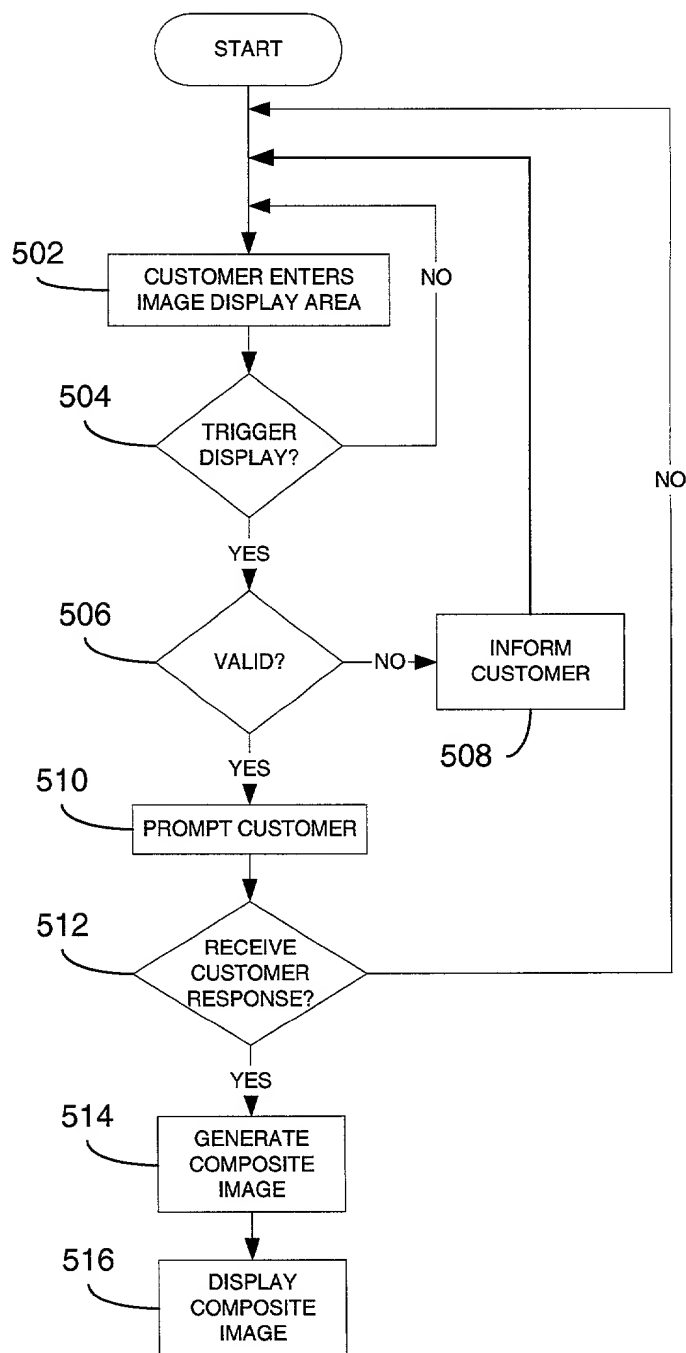 START
502
CUSTOMER ENTERS
IMAGE DISPLAY AREA
NO
504
TRIGGER
DISPLAY?
NO
YES
506
VALID?
NO
INFORM
CUSTOMER
508
YES
510
PROMPT CUSTOMER
512
RECEIVE
CUSTOMER
RESPONSE?
YES
514
GENERATE
COMPOSITE
IMAGE
516
DISPLAY
COMPOSITE
IMAGE